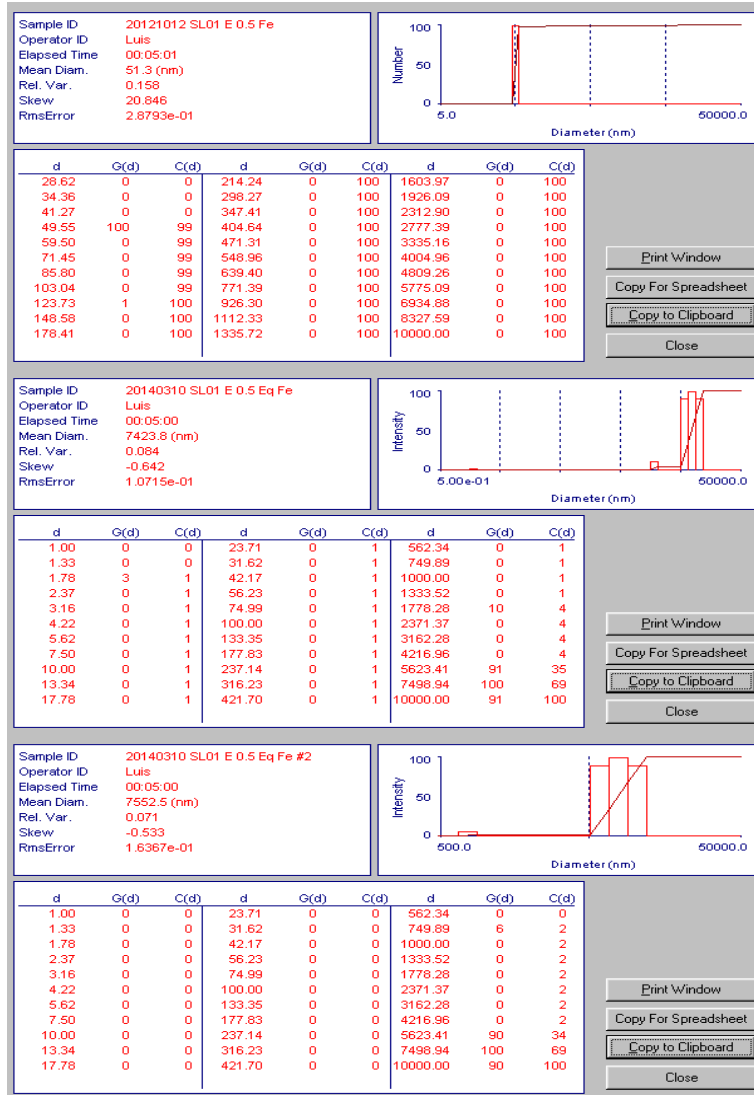 Sample ID 20121012 SL01 E 0.5 Fe
Operator ID Luis
Elapsed Time 00:05:01
Mean Diam. 51.3 (nm)
Rel. Var. 0.158
Skew 20.846
RmsError 2.8793e-01
100
50
0
Number
5.0 50000.0
Diameter (nm)
d G(d) C(d) d G(d) C(d) d G(d) C(d)
28.62 0 0 214.24 0 100 1603.97 0 100
34.36 0 0 298.27 0 100 1926.09 0 100
41.27 0 0 347.41 0 100 2312.90 0 100
49.55 100 99 404.64 0 100 2777.39 0 100
59.50 0 99 471.31 0 100 3335.16 0 100
71.45 0 99 548.96 0 100 4004.96 0 100
85.80 0 99 639.40 0 100 4809.26 0 100
103.04 0 99 771.39 0 100 5775.09 0 100
123.73 1 100 926.30 0 100 6934.88 0 100
148.58 0 100 1112.33 0 100 8327.59 0 100
178.41 0 100 1335.72 0 100 10000.00 0 100
Print Window
Copy For Spreadsheet
Copy to Clipboard
Close
Sample ID 20140310 SL01 E 0.5 Eq Fe
Operator ID Luis
Elapsed Time 00:05:00
Mean Diam. 7423.8 (nm)
Rel. Var. 0.084
Skew -0.642
RmsError 1.0715e-01
100
50
0
Intensity
5.00e-01 50000.0
Diameter (nm)
d G(d) C(d) d G(d) C(d) d G(d) C(d)
1.00 0 0 23.71 0 1 562.34 0 1
1.33 0 0 31.62 0 1 749.89 0 1
1.78 3 1 42.17 0 1 1000.00 0 1
2.37 0 1 56.23 0 1 1333.52 0 1
3.16 0 1 74.99 0 1 1778.28 10 4
4.22 0 1 100.00 0 1 2371.37 0 4
5.62 0 1 133.35 0 1 3162.28 0 4
7.50 0 1 177.83 0 1 4216.96 0 4
10.00 0 1 237.14 0 1 5623.41 91 35
13.34 0 1 316.23 0 1 7498.94 100 69
17.78 0 1 421.70 0 1 10000.00 91 100
Print Window
Copy For Spreadsheet
Copy to Clipboard
Close
Sample ID 20140310 SL01 E 0.5 Eq Fe #2
Operator ID Luis
Elapsed Time 00:05:00
Mean Diam. 7552.5 (nm)
Rel. Var. 0.071
Skew -0.533
RmsError 1.6367e-01
100
50
0
Intensity
500.0 50000.0
Diameter (nm)
d G(d) C(d) d G(d) C(d) d G(d) C(d)
1.00 0 0 23.71 0 0 562.34 0 0
1.33 0 0 31.62 0 0 749.89 6 2
1.78 0 0 42.17 0 0 1000.00 0 2
2.37 0 0 56.23 0 0 1333.52 0 2
3.16 0 0 74.99 0 0 1778.28 0 2
4.22 0 0 100.00 0 0 2371.37 0 2
5.62 0 0 133.35 0 0 3162.28 0 2
7.50 0 0 177.83 0 0 4216.96 0 2
10.00 0 0 237.14 0 0 5623.41 90 34
13.34 0 0 316.23 0 0 7498.94 100 69
17.78 0 0 421.70 0 0 10000.00 90 100
Print Window
Copy For Spreadsheet
Copy to Clipboard
Close